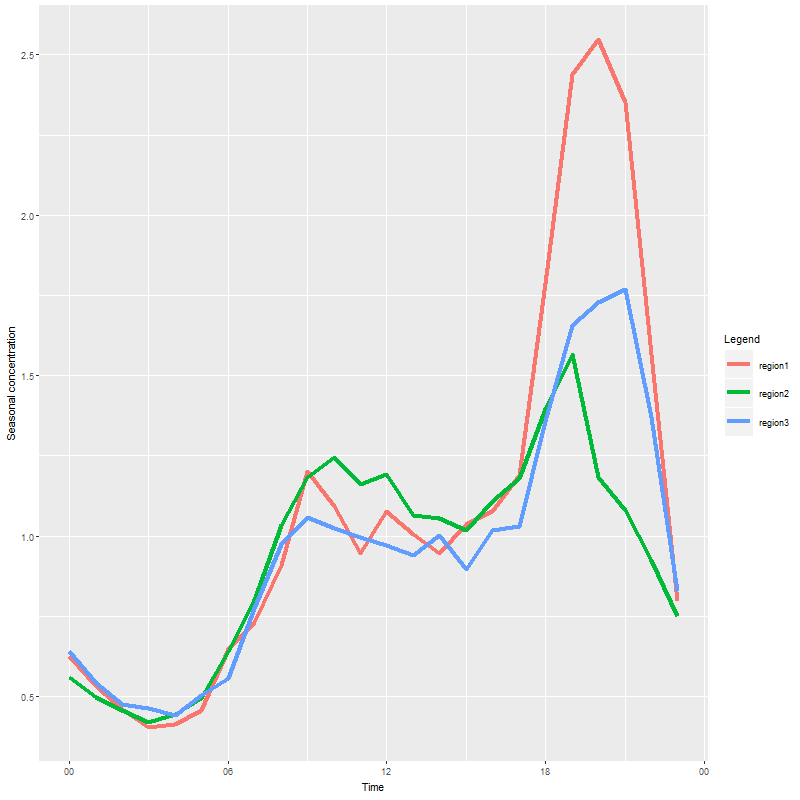 2.5
2.0
1.5
1.0
0.5
Seasonal concentration
00 06 12 18 00
Time
Legend
region1
region2
region3